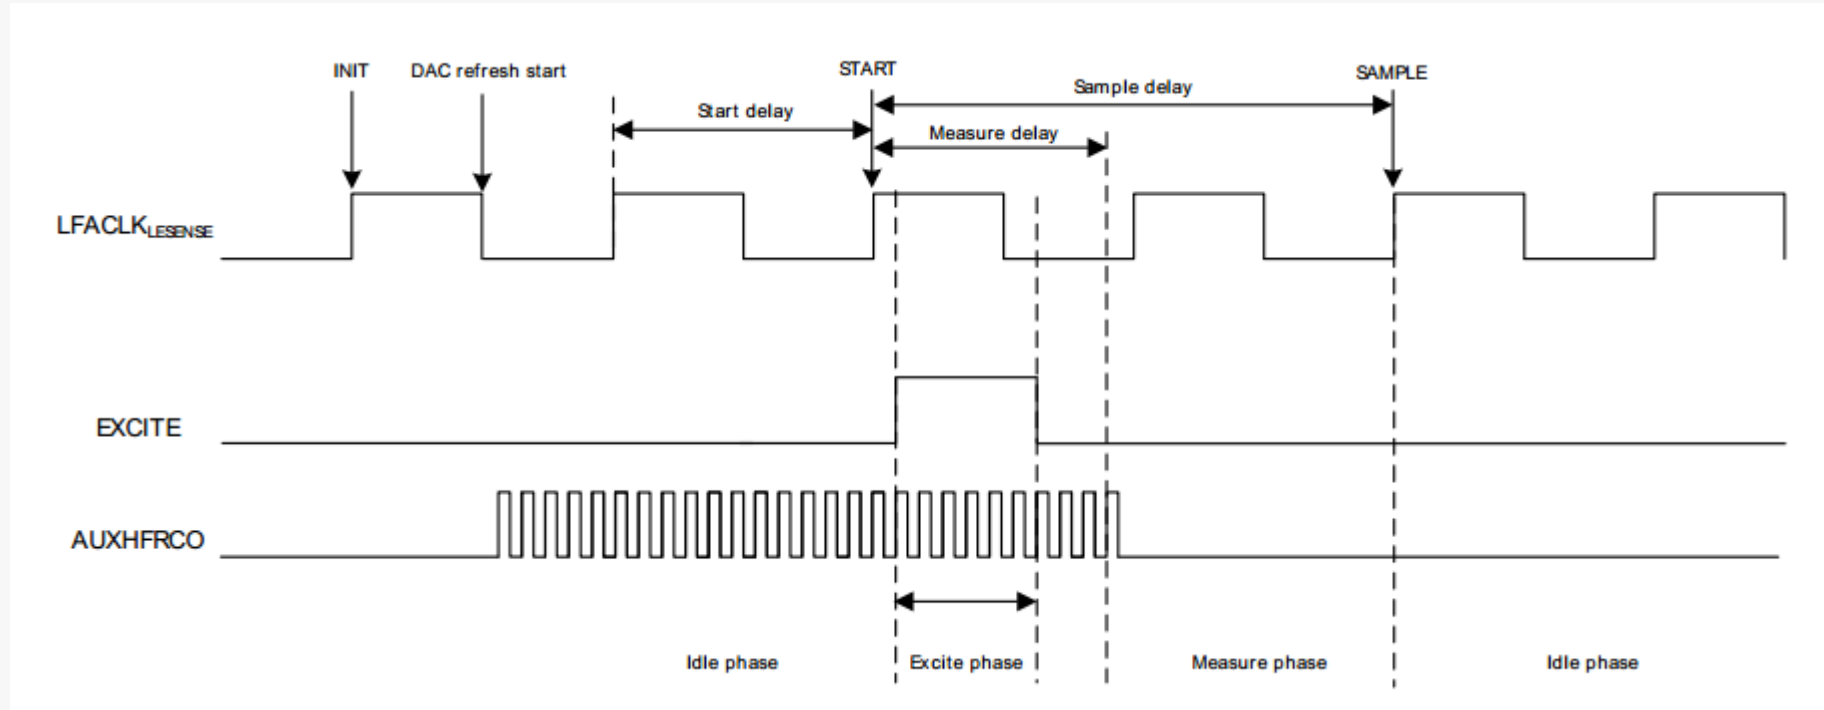 INIT
DAC refresh start
START
SAMPLE
Sample delay
Start delay
Measure delay
LFACLKLESENSE
EXCITE
AUXHFRCO
Idle phase
Excite phase
Measure phase
Idle phase